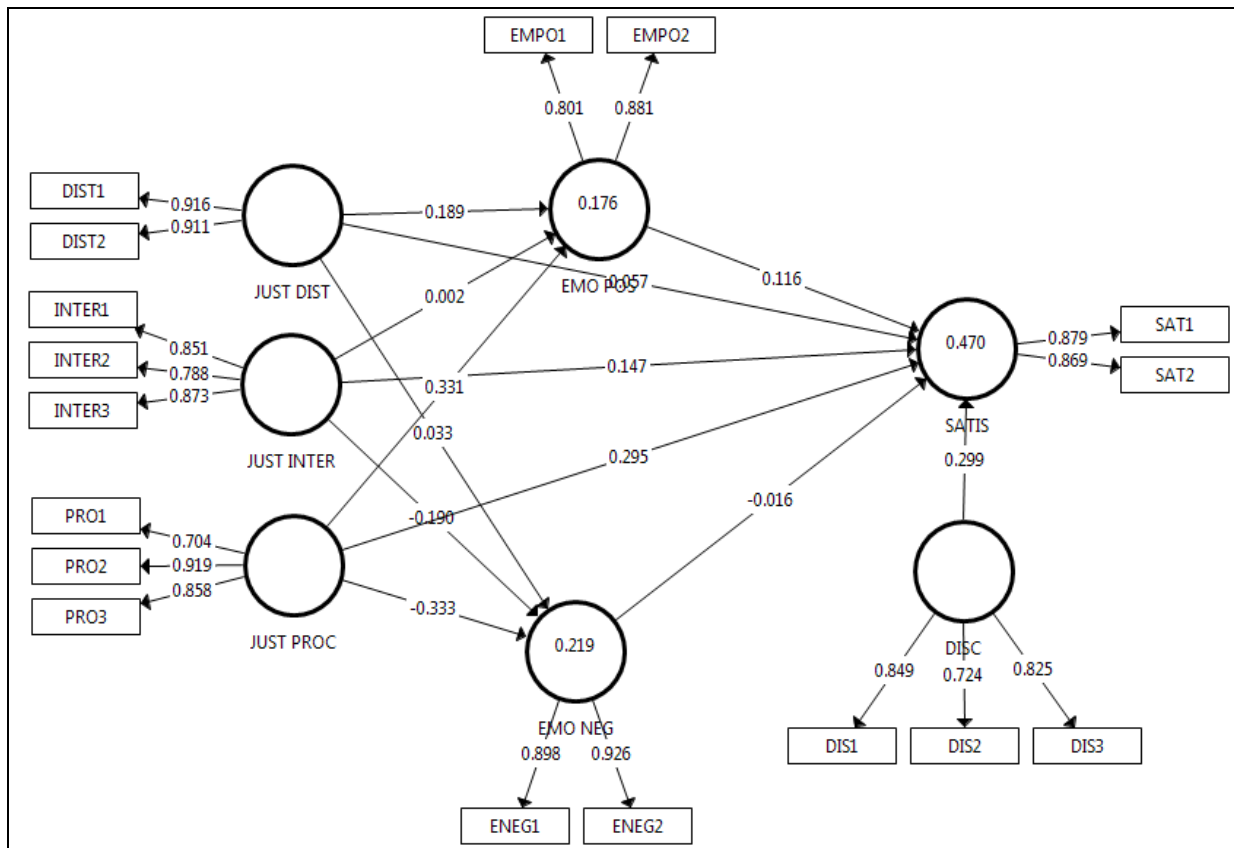 EMPO1 EMPO2
0.801 0.881
DIST1
0.916
DIST2
0.911
JUST DIST
0.189
0.176
EMO POS
0.057
0.116
INTER1
INTER2
INTER3
0.851
0.788
0.873
JUST INTER
0.002
0.147
0.331
0.033
0.470
SATIS
0.879
0.869
SAT1
SAT2
0.295
0.299
-0.190
-0.016
PRO1
PRO2
PRO3
0.704
0.919
0.858
JUST PROC
-0.333
0.219
EMO NEG
0.898 0.926
ENEG1 ENEG2
DISC
0.849 0.724 0.825
DIS1 DIS2 DIS3